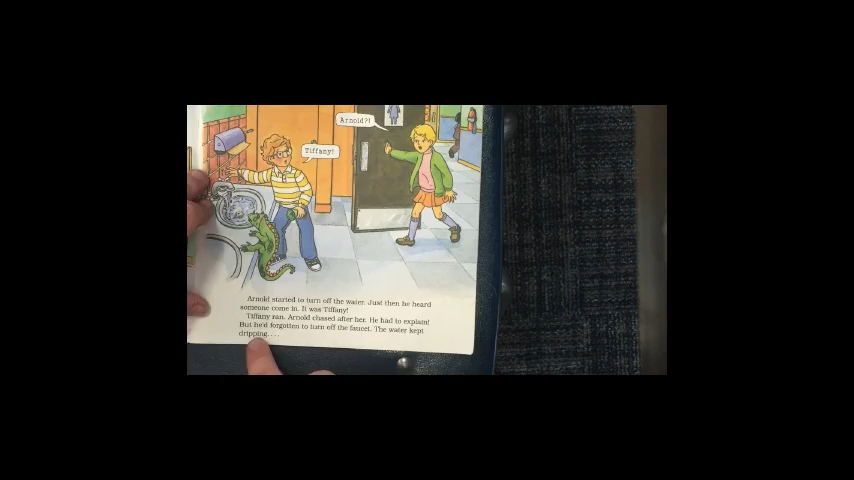 Arnold?!
Tiffany!
Arnold started to turn off the water. Just then he heard
someone come in. It was Tiffany!
Tiffany ran. Arnold chased after her. He had to explain!
But he'd forgotten to turn off the faucet. The water kept
dripping....